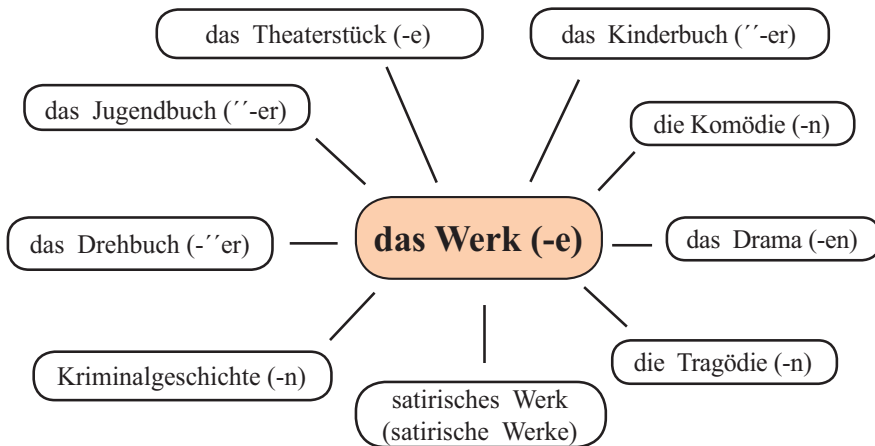 das Theaterstück (-e)
das Kinderbuch (´´-er)
das Jugendbuch (´´-er)
die Komödie (-n)
das Drehbuch (-´´er)
das Werk (-e)
das Drama (-en)
Kriminalgeschichte (-n)
die Tragödie (-n)
satirisches Werk
(satirische Werke)